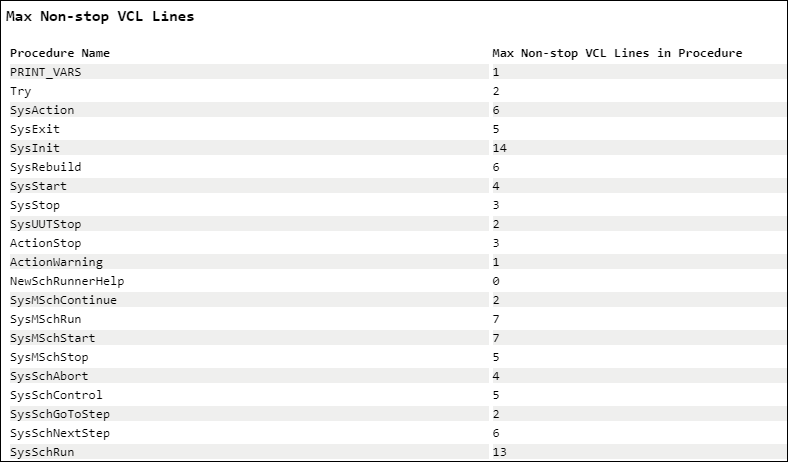 Max Non-stop VCL Lines
Procedure Name Max Non-stop VCL Lines in Procedure
PRINT_VARS 1
Try 2
SysAction 6
SysExit 5
SysInit 14
SysRebuild 6
SysStart 4
SysStop 3
SysUUTStop 2
ActionStop 3
ActionWarning 1
NewSchRunnerHelp 0
SysMSchContinue 2
SysMSchRun 7
SysMSchStart 7
SysMSchStop 5
SysSchAbort 4
SysSchControl 5
SysSchGoToStep 2
SysSchNextStep 6
SysSchRun 13